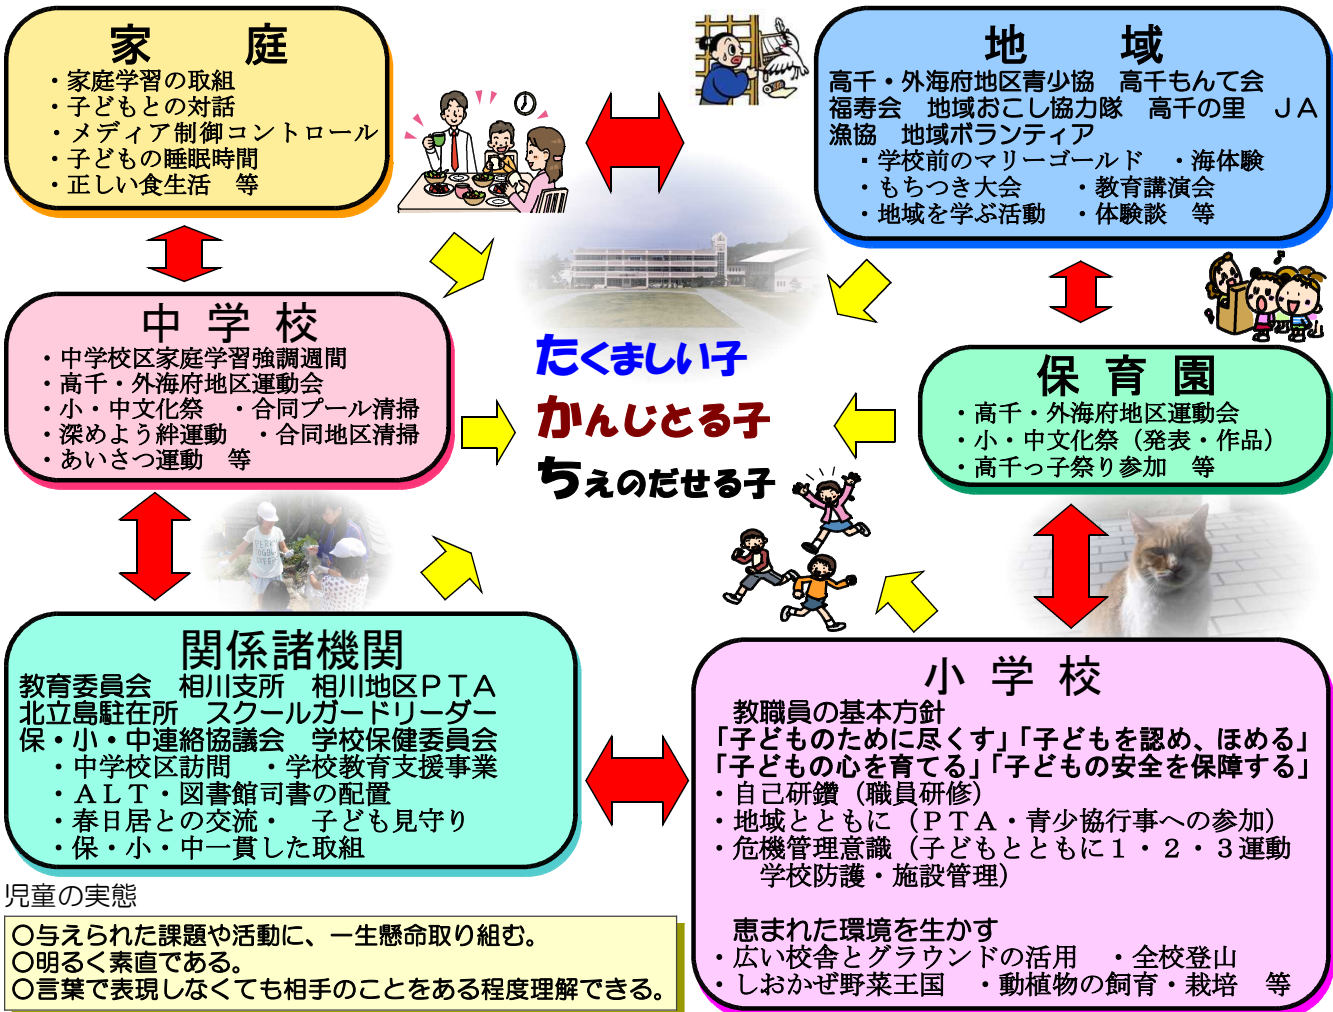 家　庭
・家庭学習の取組
・子どもとの対話
・メディア制御コントロール
・子どもの睡眠時間
・正しい食生活　等
地　域
高千・外海府地区青少協　高千もんて会
福寿会　地域おこし協力隊　高千の里　ＪＡ
漁協　地域ボランティア
・学校前のマリーゴールド　・海体験
・もちつき大会　・教育講演会
・地域を学ぶ活動　・体験談　等
中 学 校
・中学校区家庭学習強調週間
・高千・外海府地区運動会
・小・中文化祭　・合同プール清掃
・深めよう絆運動　・合同地区清掃
・あいさつ運動　等
たくましい子
かんじとる子
ちえのだせる子
保 育 園
・高千・外海府地区運動会
・小・中文化祭（発表・作品）
・高千っ子祭り参加　等
関係諸機関
教育委員会　相川支所　相川地区ＰＴＡ
北立島駐在所　スクールガードリーダー
保・小・中連絡協議会　学校保健委員会
・中学校区訪問　・学校教育支援事業
・ＡＬＴ・図書館司書の配置
・春日居との交流・　子ども見守り
・保・小・中一貫した取組
小 学 校
教職員の基本方針
「子どものために尽くす」「子どもを認め、ほめる」
「子どもの心を育てる」「子どもの安全を保障する」
・自己研鑽（職員研修）
・地域とともに（ＰＴＡ・青少協行事への参加）
・危機管理意識（子どもとともに１・２・３運動
学校防護・施設管理）
恵まれた環境を生かす
・広い校舎とグラウンドの活用　・全校登山
・しおかぜ野菜王国　・動植物の飼育・栽培　等
児童の実態
〇与えられた課題や活動に、一生懸命取り組む。
〇明るく素直である。
〇言葉で表現しなくても相手のことをある程度理解できる。